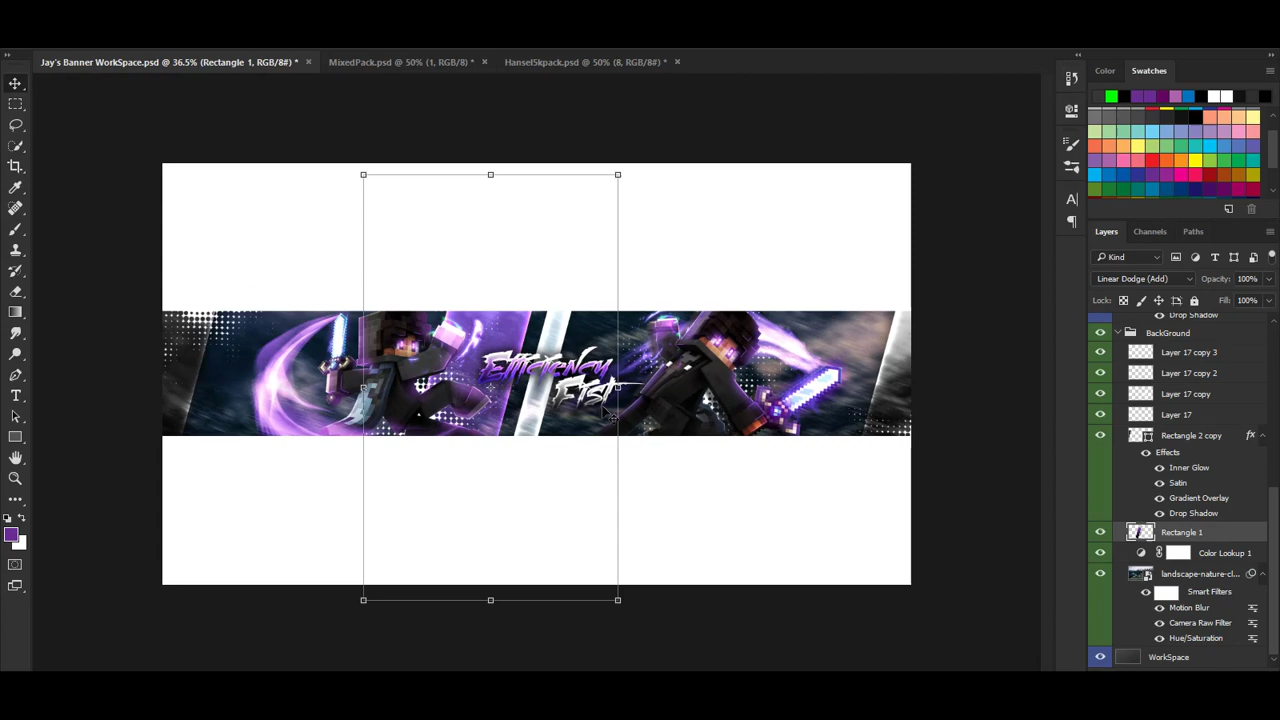 Jay's Banner WorkSpace.psd @ 36.5% (Rectangle 1, RGB/8#) *
MixedPack.psd @ 50% (1, RGB/8) *
Hansel5kpack.psd @ 50% (8, RGB/8#) *
Color
Swatches
Layers
Channels
Paths
Kind
Linear Dodge (Add)
Opacity: 100%
Lock:
Fill: 100%
Drop Shadow
BackGround
Layer 17 copy 3
Layer 17 copy 2
Layer 17 copy
Layer 17
Rectangle 2 copy
fx
Effects
Inner Glow
Satin
Gradient Overlay
Drop Shadow
Rectangle 1
Color Lookup 1
landscape-nature-cl...
Smart Filters
Motion Blur
Camera Raw Filter
Hue/Saturation
WorkSpace
Efficiency
Fist